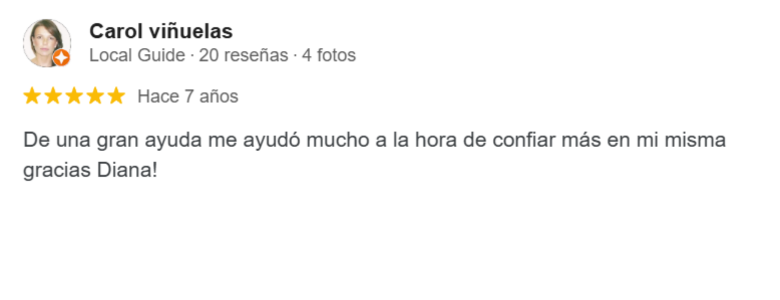 Carol viñuelas
Local Guide · 20 reseñas · 4 fotos
Hace 7 años
De una gran ayuda me ayudó mucho a la hora de confiar más en mi misma
gracias Diana!